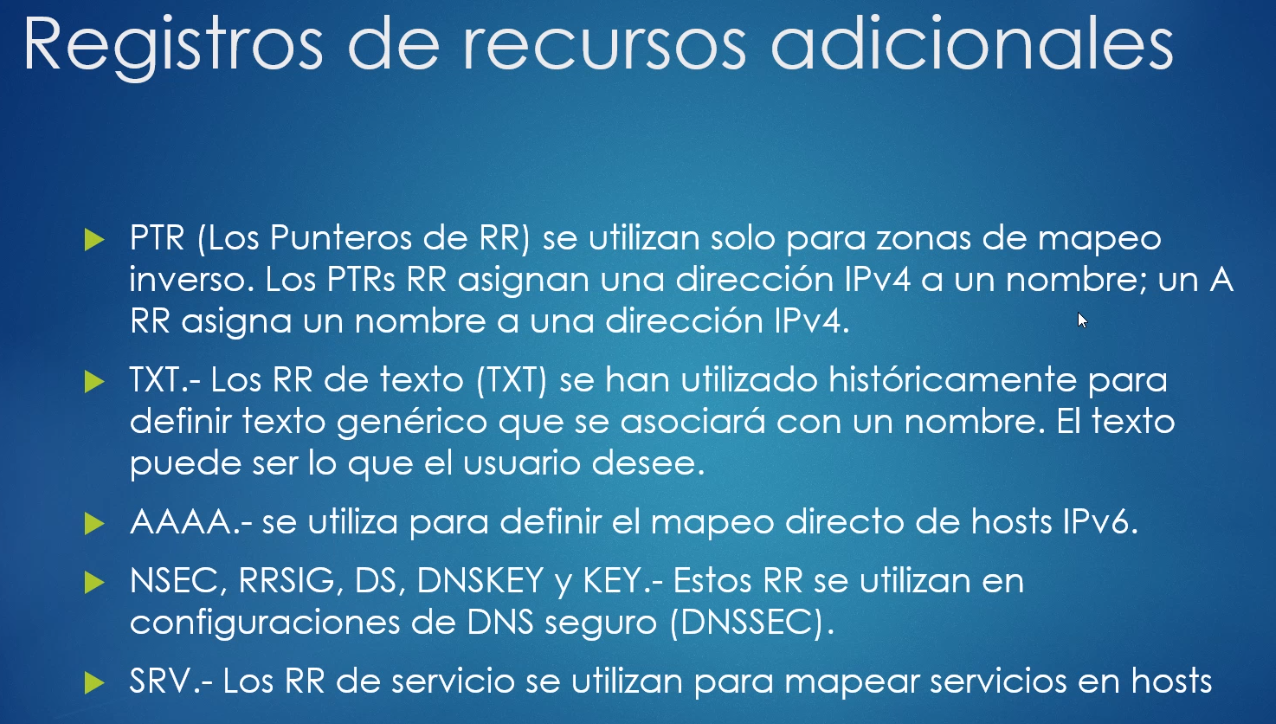 Registros de recursos adicionales
PTR (Los Punteros de RR) se utilizan solo para zonas de mapeo
inverso. Los PTRs RR asignan una dirección IPv4 a un nombre; un A
RR asigna un nombre a una dirección IPv4.
TXT.- Los RR de texto (TXT) se han utilizado históricamente para
definir texto genérico que se asociará con un nombre. El texto
puede ser lo que el usuario desee.
AAAA.- se utiliza para definir el mapeo directo de hosts IPv6.
NSEC, RRSIG, DS, DNSKEY y KEY.- Estos RR se utilizan en
configuraciones de DNS seguro (DNSSEC).
SRV.- Los RR de servicio se utilizan para mapear servicios en hosts